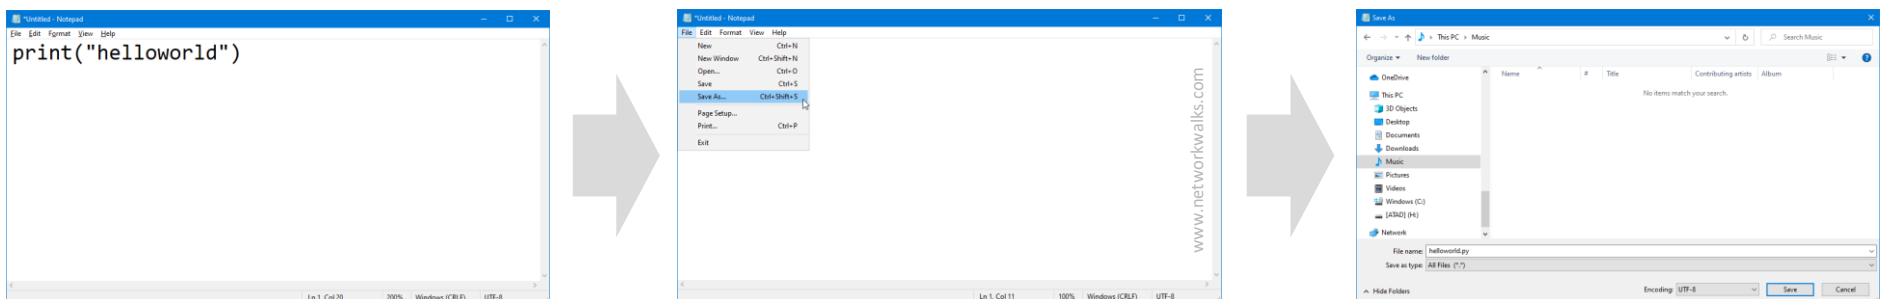 *Untitled - Notepad
File Edit Format View Help
print("helloworld")
Ln 1, Col 20 200% Windows (CRLF) UTF-8
*Untitled - Notepad
File Edit Format View Help
New Ctrl+N
New Window Ctrl+Shift+N
Open... Ctrl+O
Save Ctrl+S
Save As... Ctrl+Shift+S
Page Setup...
Print... Ctrl+P
Exit
www.networkwalks.com
Ln 1, Col 11 100% Windows (CRLF) UTF-8
Save As
This PC > Music
Search Music
Organize New folder
Name # Title Contributing artists Album
No items match your search.
OneDrive
This PC
3D Objects
Desktop
Documents
Downloads
Music
Pictures
Videos
Windows (C:)
[ATAD] (H:)
Network
File name: helloworld.py
Save as type: All Files (*.*)
Hide Folders
Encoding: UTF-8 Save Cancel